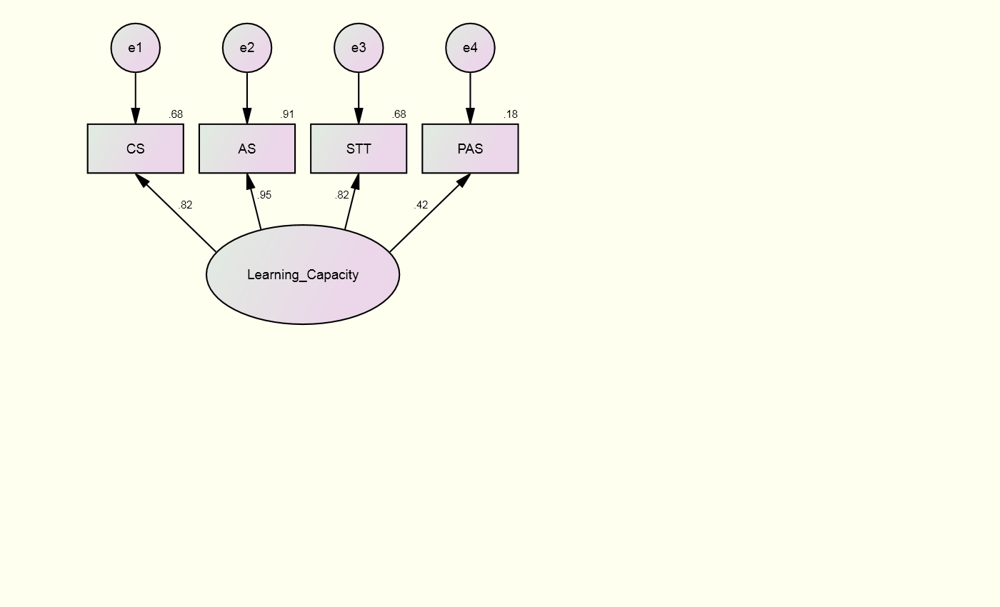 e1 e2 e3 e4
.68 .91 .68 .18
CS AS STT PAS
.82 .95 .82 .42
Learning_Capacity